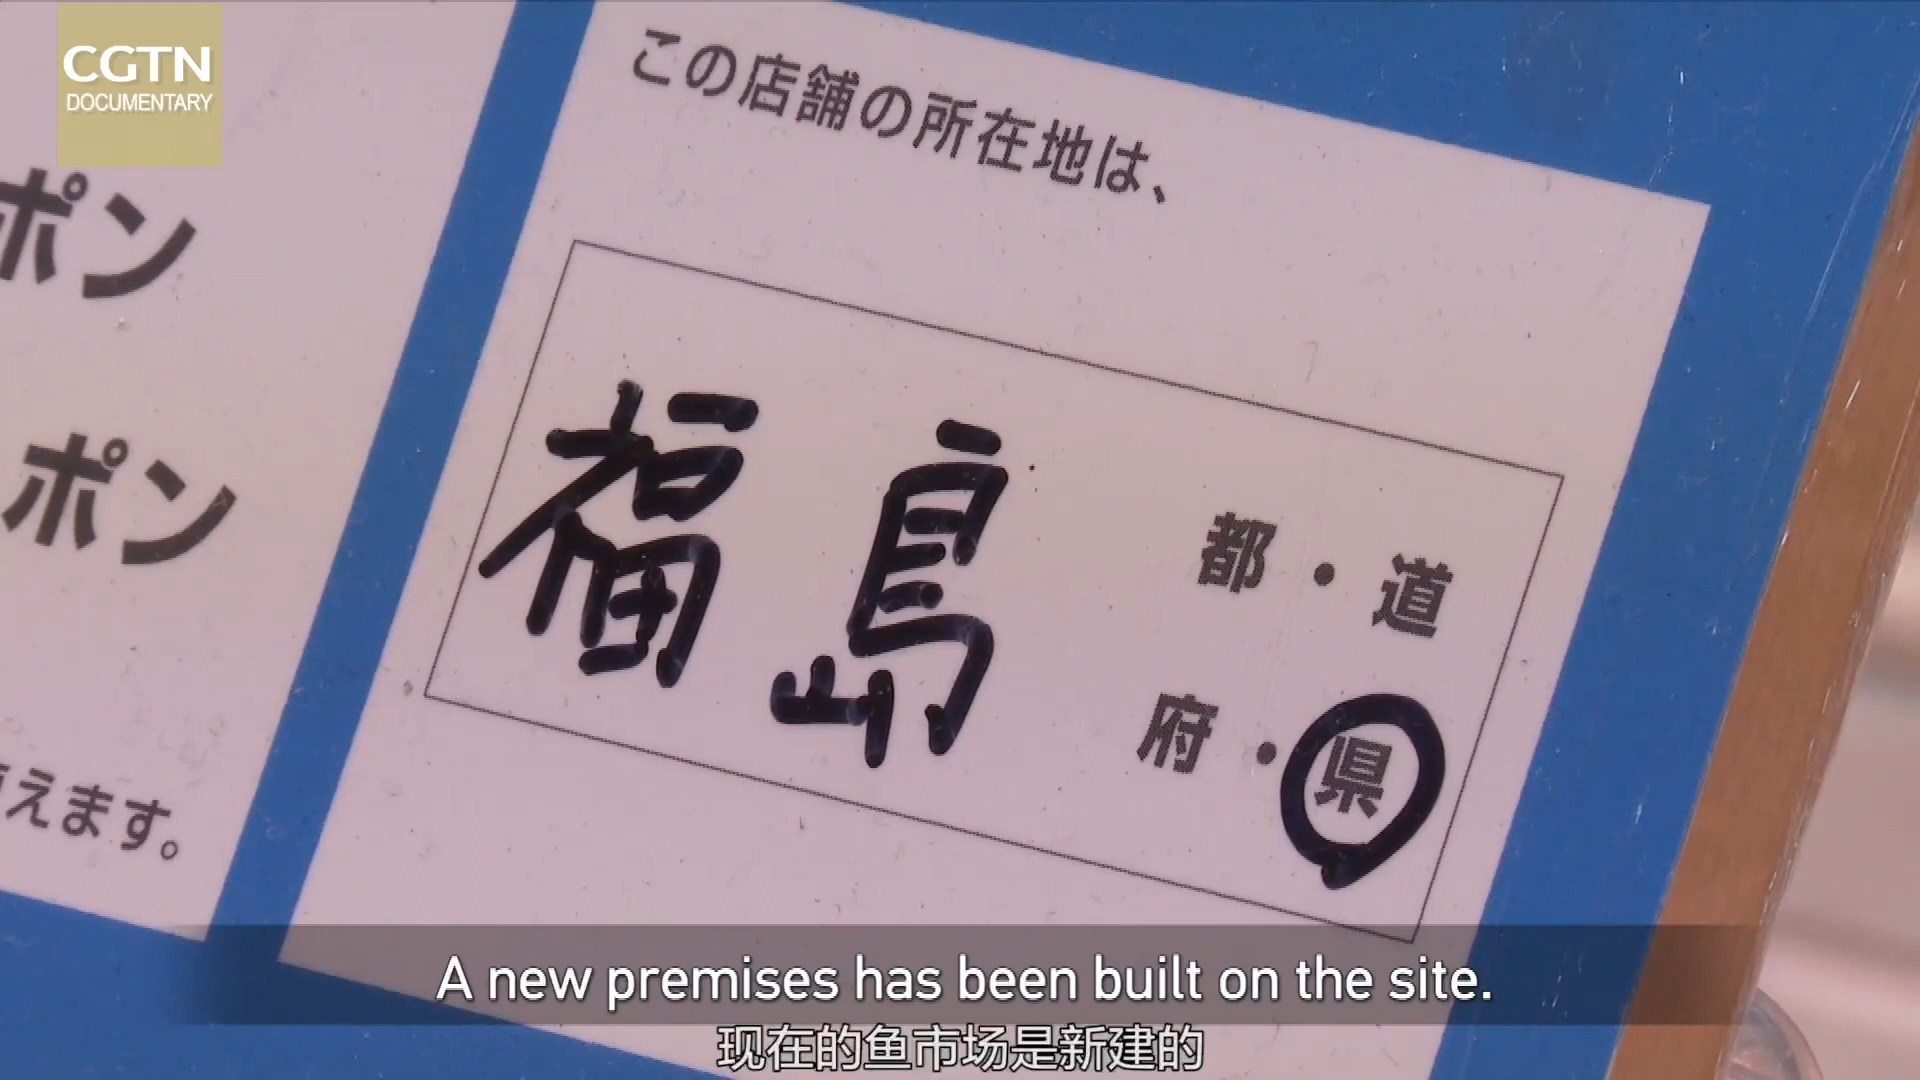 CGTN
DOCUMENTARY
この店舗の所在地は、
ポン
福島
都・道
府・県
ポン
えます。
A new premises has been built on the site.
现在的鱼市场是新建的